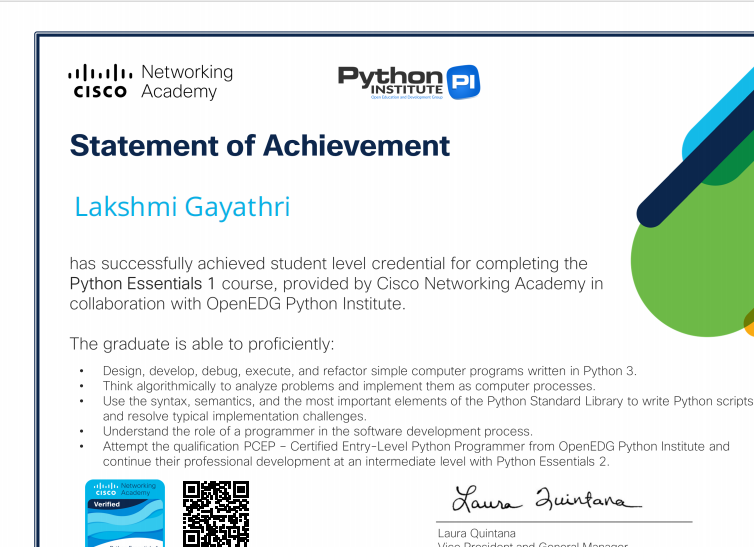 Networking
CISCO Academy
Python PI
INSTITUTE
Open Education and Development Group
Statement of Achievement
Lakshmi Gayathri
has successfully achieved student level credential for completing the
Python Essentials 1 course, provided by Cisco Networking Academy in
collaboration with OpenEDG Python Institute.
The graduate is able to proficiently:
• Design, develop, debug, execute, and refactor simple computer programs written in Python 3.
• Think algorithmically to analyze problems and implement them as computer processes.
• Use the syntax, semantics, and the most important elements of the Python Standard Library to write Python scripts
and resolve typical implementation challenges.
• Understand the role of a programmer in the software development process.
• Attempt the qualification PCEP – Certified Entry-Level Python Programmer from OpenEDG Python Institute and
continue their professional development at an intermediate level with Python Essentials 2.
Networking
CISCO Academy
Verified
Laura Quintana
Laura Quintana
Vice President and General Manager